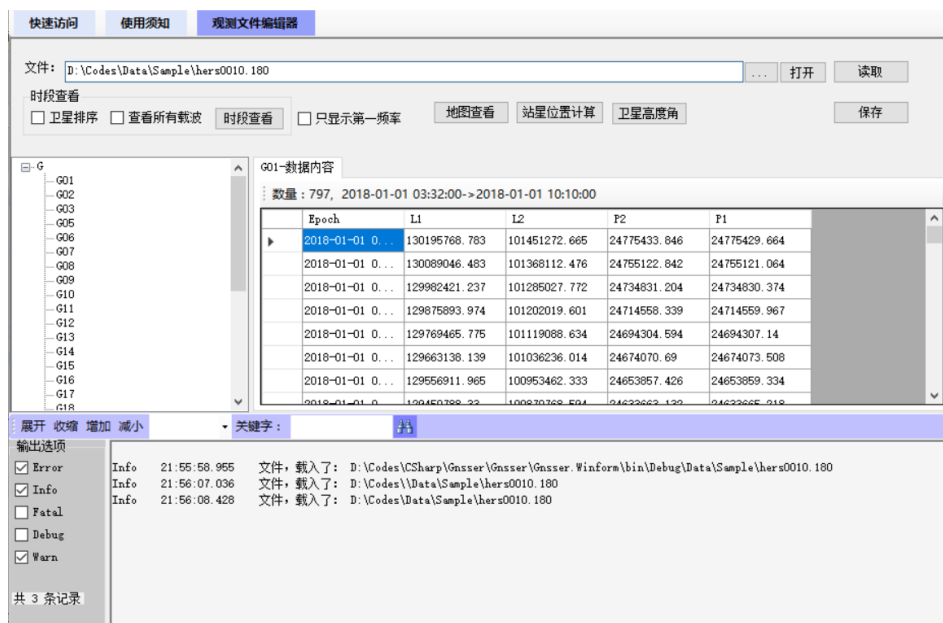 快速访问 使用须知 观测文件编辑器
文件: D:\Codes\Data\Sample\hers0010.180 ... 打开 读取
时段查看
卫星排序 查看所有载波 时段查看 只显示第一频率 地图查看 站星位置计算 卫星高度角 保存
G
G01
G02
G03
G05
G06
G07
G08
G09
G10
G11
G12
G13
G14
G15
G16
G17
G18
G01-数据内容
数量：797, 2018-01-01 03:32:00->2018-01-01 10:10:00
Epoch L1 L2 P2 P1
2018-01-01 0... 130195768.783 101451272.665 24775433.846 24775429.664
2018-01-01 0... 130089046.483 101368112.476 24755122.842 24755121.064
2018-01-01 0... 129982421.237 101285027.772 24734831.204 24734830.374
2018-01-01 0... 129875893.974 101202019.601 24714558.339 24714559.967
2018-01-01 0... 129769465.775 101119088.634 24694304.594 24694307.14
2018-01-01 0... 129663138.139 101036236.014 24674070.69 24674073.508
2018-01-01 0... 129556911.965 100953462.333 24653857.426 24653859.334
展开 收缩 增加 减小 关键字：
输出选项
Error
Info
Fatal
Debug
Warn
共 3 条记录
Info 21:55:58.955 文件，载入了： D:\Codes\CSharp\Gnsser\Gnsser\Gnsser.Winform\bin\Debug\Data\Sample\hers0010.180
Info 21:56:07.036 文件，载入了： D:\Codes\\Data\Sample\hers0010.180
Info 21:56:08.428 文件，载入了： D:\Codes\Data\Sample\hers0010.180